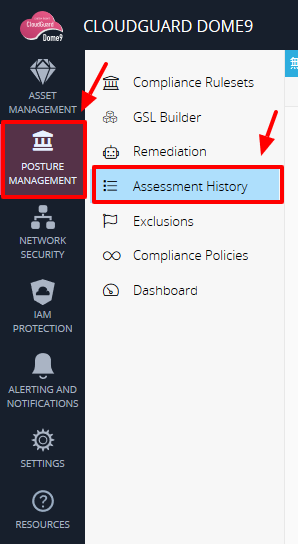 CloudGuard
Dome9
CLOUDGUARD DOME9
ASSET
MANAGEMENT
POSTURE
MANAGEMENT
NETWORK
SECURITY
IAM
PROTECTION
ALERTING AND
NOTIFICATIONS
SETTINGS
RESOURCES
Compliance Rulesets
GSL Builder
Remediation
Assessment History
Exclusions
Compliance Policies
Dashboard